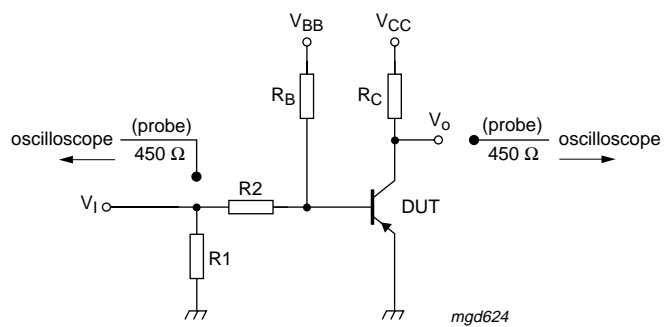 VBB
VCC
RB
RC
Vo
(probe)
450 Ω
oscilloscope
(probe)
450 Ω
oscilloscope
R2
VI
DUT
R1
mgd624